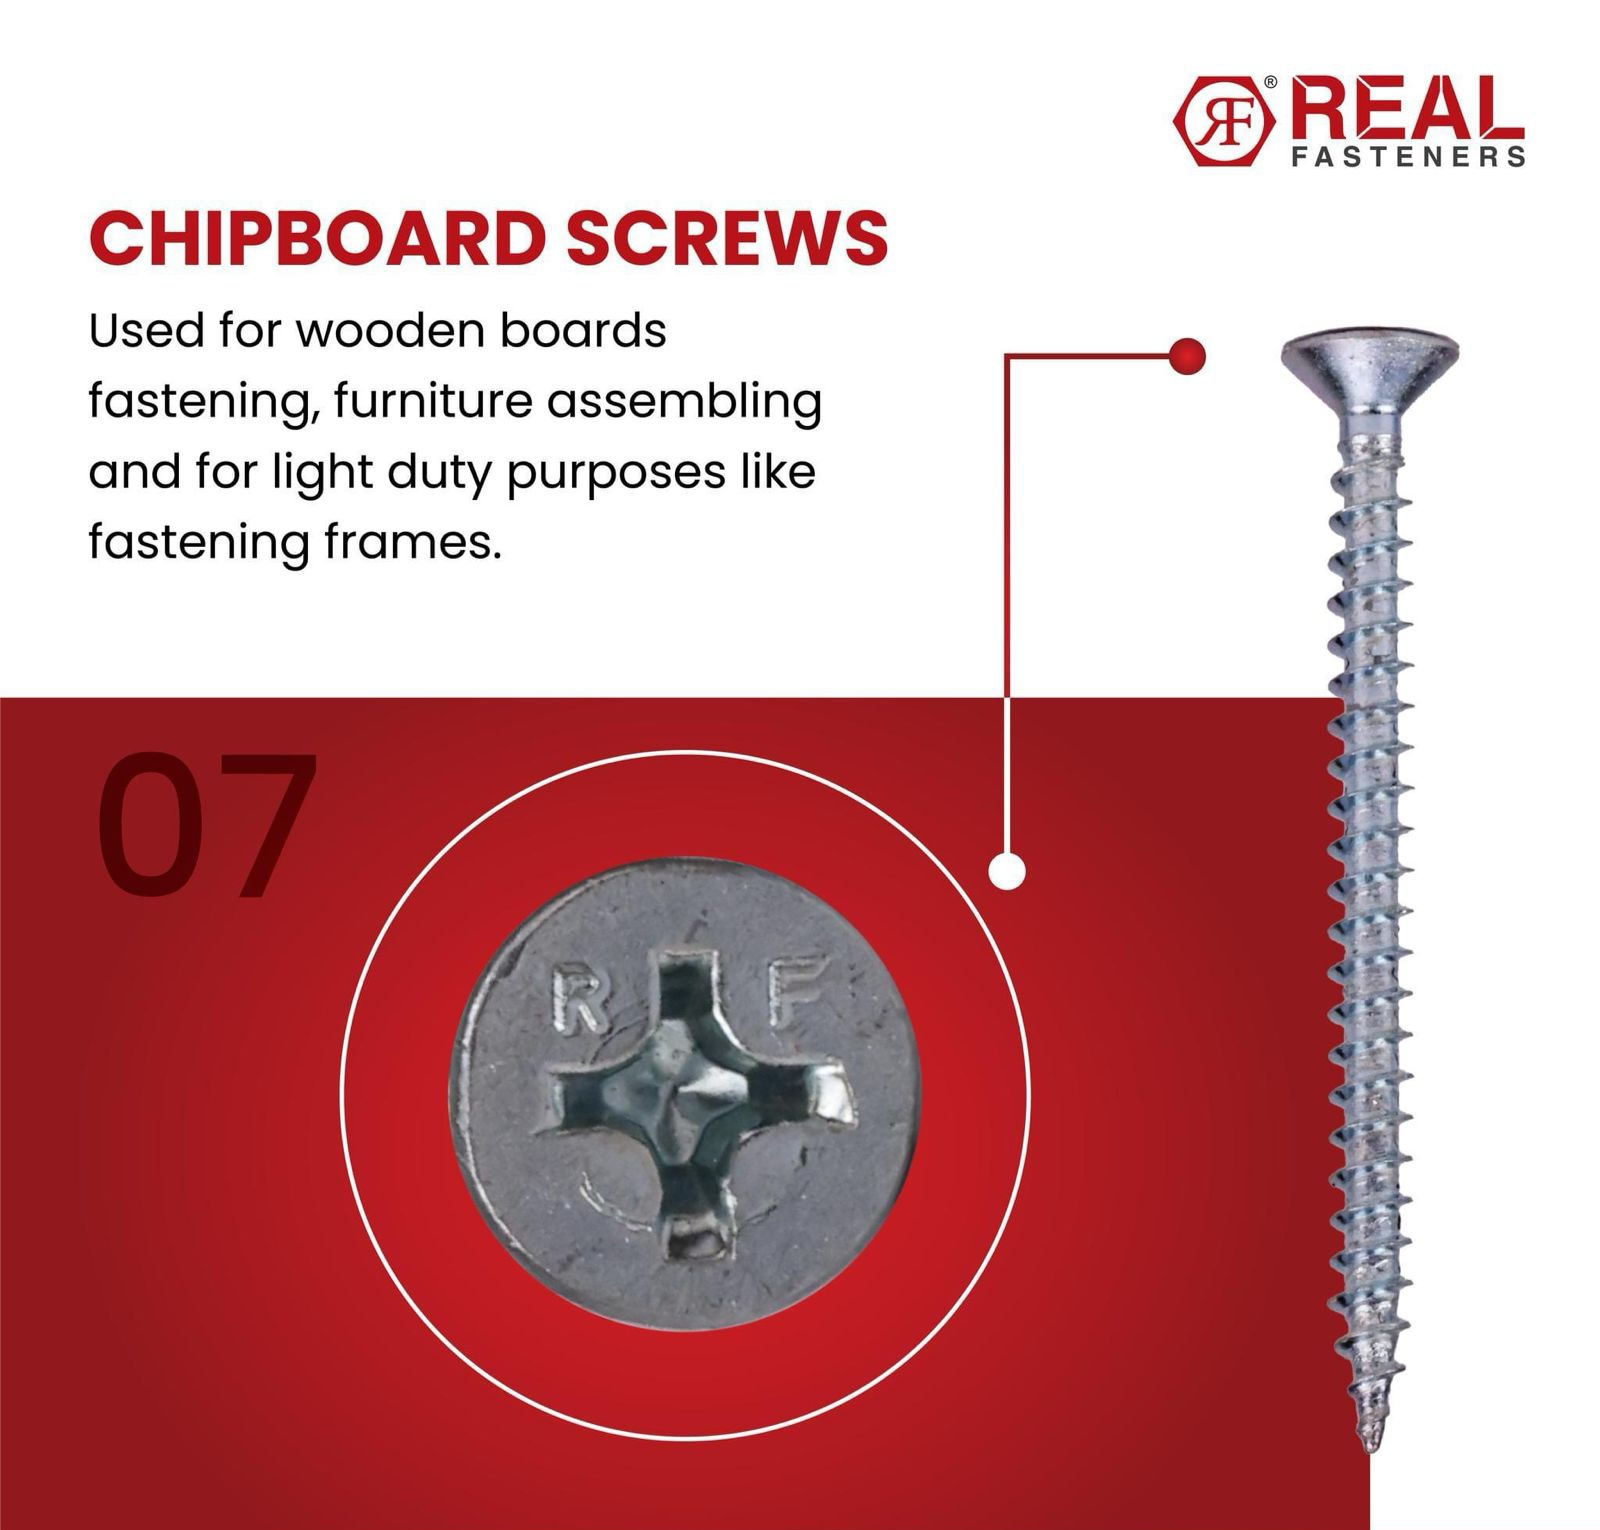 RF® REAL
FASTENERS
CHIPBOARD SCREWS
Used for wooden boards
fastening, furniture assembling
and for light duty purposes like
fastening frames.
07
R F